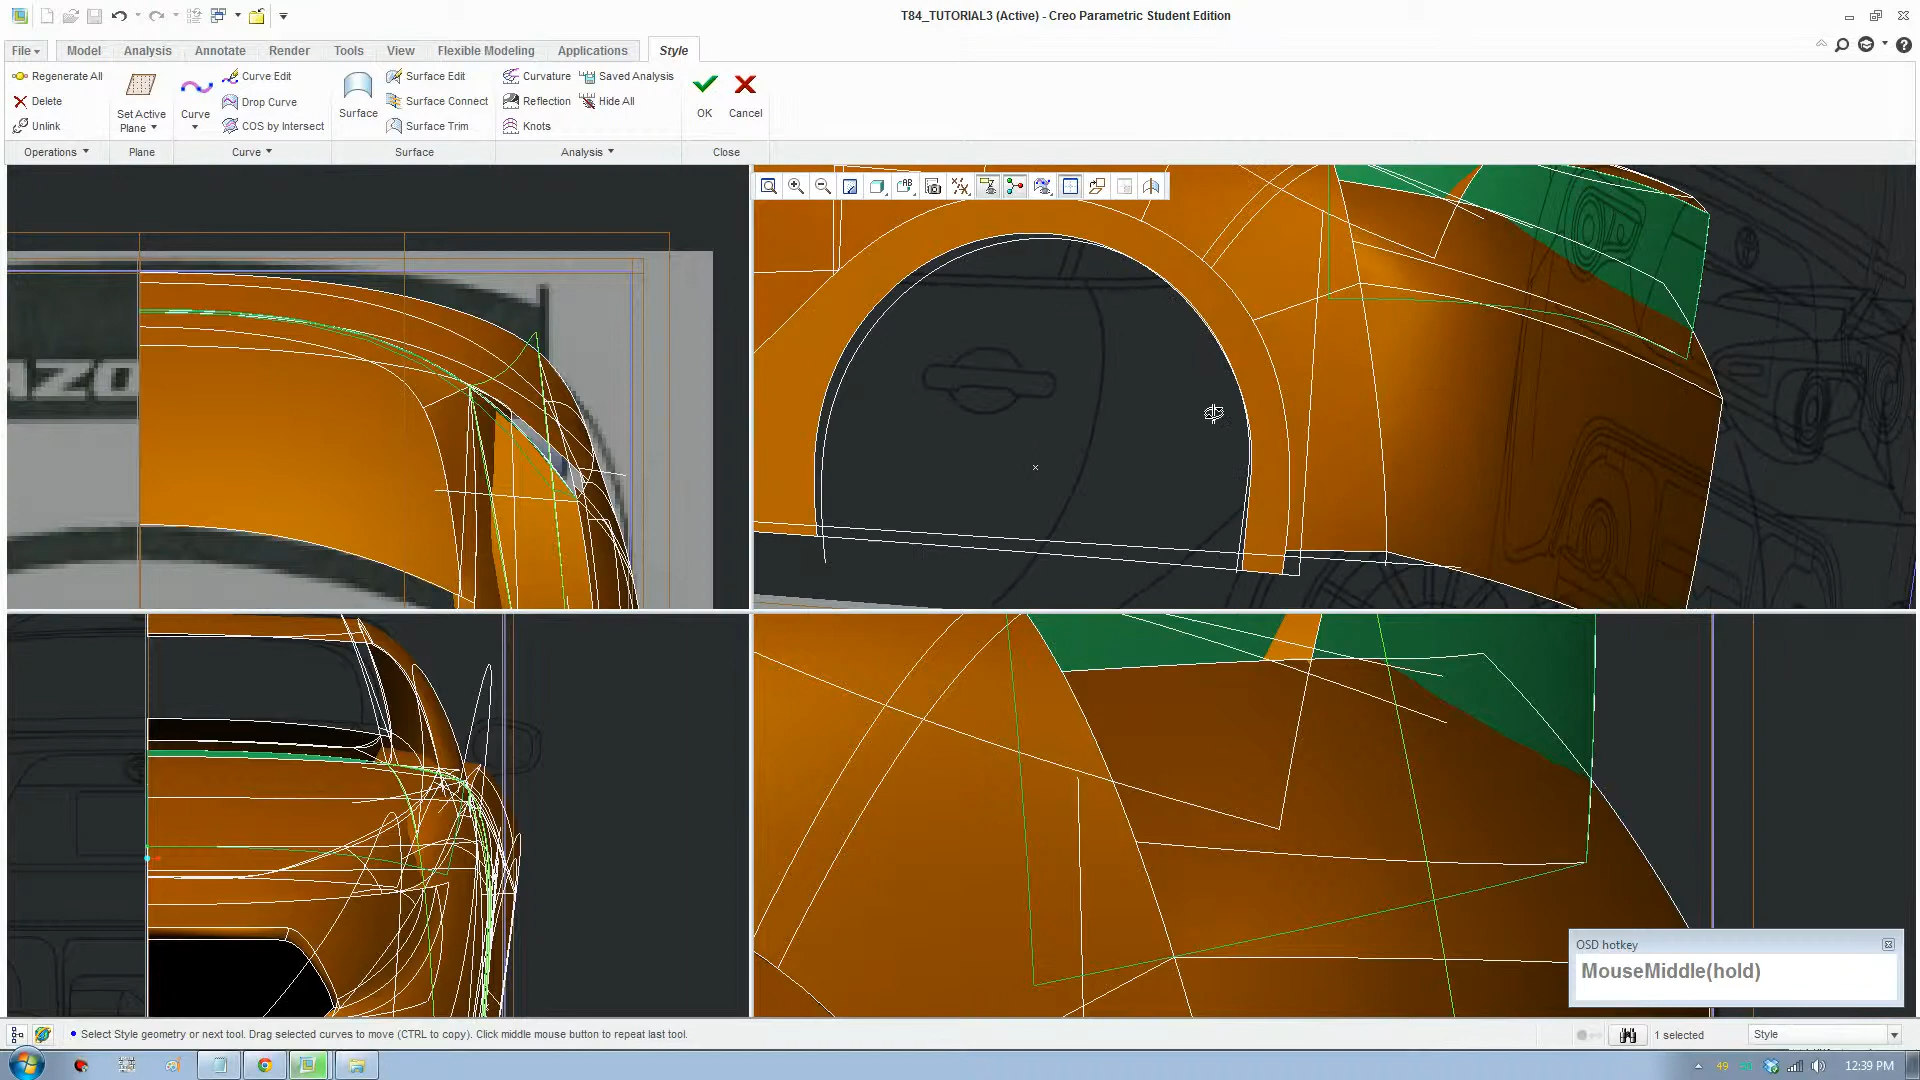 T84_TUTORIAL3 (Active) - Creo Parametric Student Edition
File
Model
Analysis
Annotate
Render
Tools
View
Flexible Modeling
Applications
Style
Regenerate All
Delete
Unlink
Set Active
Plane
Curve
Curve Edit
Drop Curve
COS by Intersect
Surface
Surface Edit
Surface Connect
Surface Trim
Curvature
Reflection
Knots
Saved Analysis
Hide All
OK
Cancel
Operations
Plane
Curve
Surface
Analysis
Close
AZO
OSD hotkey
MouseMiddle(hold)
Select Style geometry or next tool. Drag selected curves to move (CTRL to copy). Click middle mouse button to repeat last tool.
1 selected
Style
49
12:39 PM